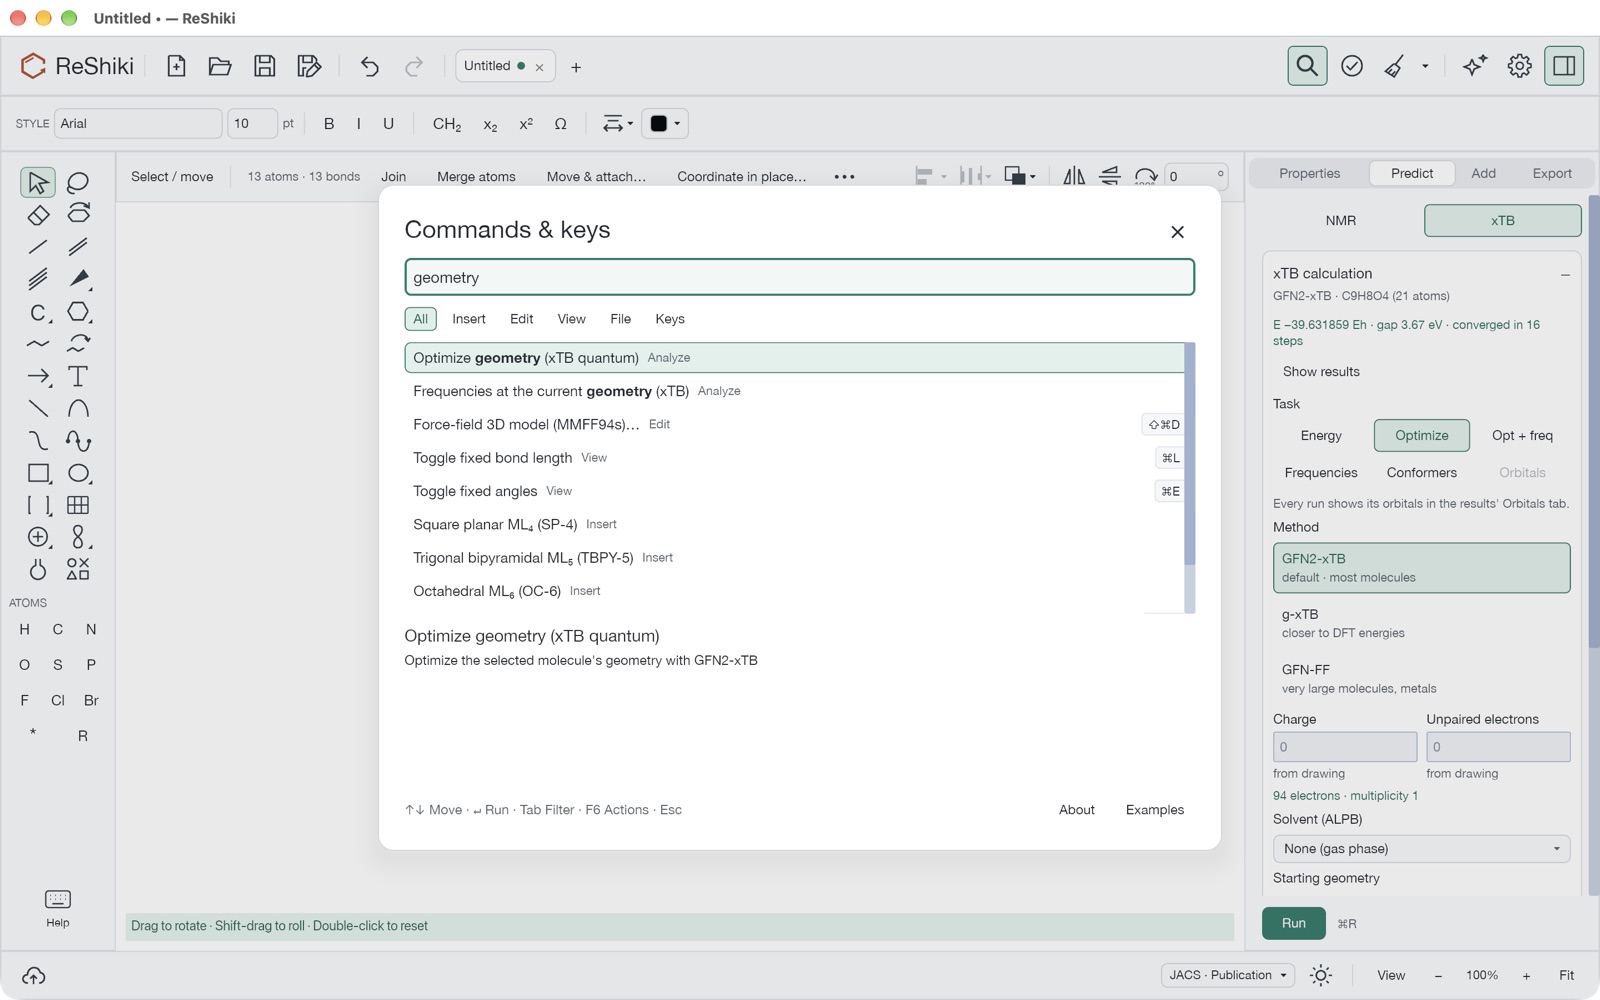 Untitled • — ReShiki
ReShiki
Untitled
STYLE
Arial
10
pt
B I U
CH₂ x₂ x² Ω
Select / move
13 atoms · 13 bonds
Join
Merge atoms
Move & attach...
Coordinate in place...
0 °
Properties
Predict
Add
Export
NMR
xTB
Commands & keys
geometry
All
Insert
Edit
View
File
Keys
Optimize geometry (xTB quantum) Analyze
Frequencies at the current geometry (xTB) Analyze
Force-field 3D model (MMFF94s)... Edit ⇧⌘D
Toggle fixed bond length View ⌘L
Toggle fixed angles View ⌘E
Square planar ML₄ (SP-4) Insert
Trigonal bipyramidal ML₅ (TBPY-5) Insert
Octahedral ML₆ (OC-6) Insert
Optimize geometry (xTB quantum)
Optimize the selected molecule's geometry with GFN2-xTB
↑↓ Move · ↵ Run · Tab Filter · F6 Actions · Esc
About
Examples
xTB calculation
GFN2-xTB · C9H8O4 (21 atoms)
E −39.631859 Eh · gap 3.67 eV · converged in 16
steps
Show results
Task
Energy
Optimize
Opt + freq
Frequencies
Conformers
Orbitals
Every run shows its orbitals in the results' Orbitals tab.
Method
GFN2-xTB
default · most molecules
g-xTB
closer to DFT energies
GFN-FF
very large molecules, metals
Charge
Unpaired electrons
0
0
from drawing
from drawing
94 electrons · multiplicity 1
Solvent (ALPB)
None (gas phase)
Starting geometry
Run
⌘R
C
T
ATOMS
H C N
O S P
F Cl Br
* R
Help
Drag to rotate · Shift-drag to roll · Double-click to reset
JACS · Publication
View
− 100% +
Fit